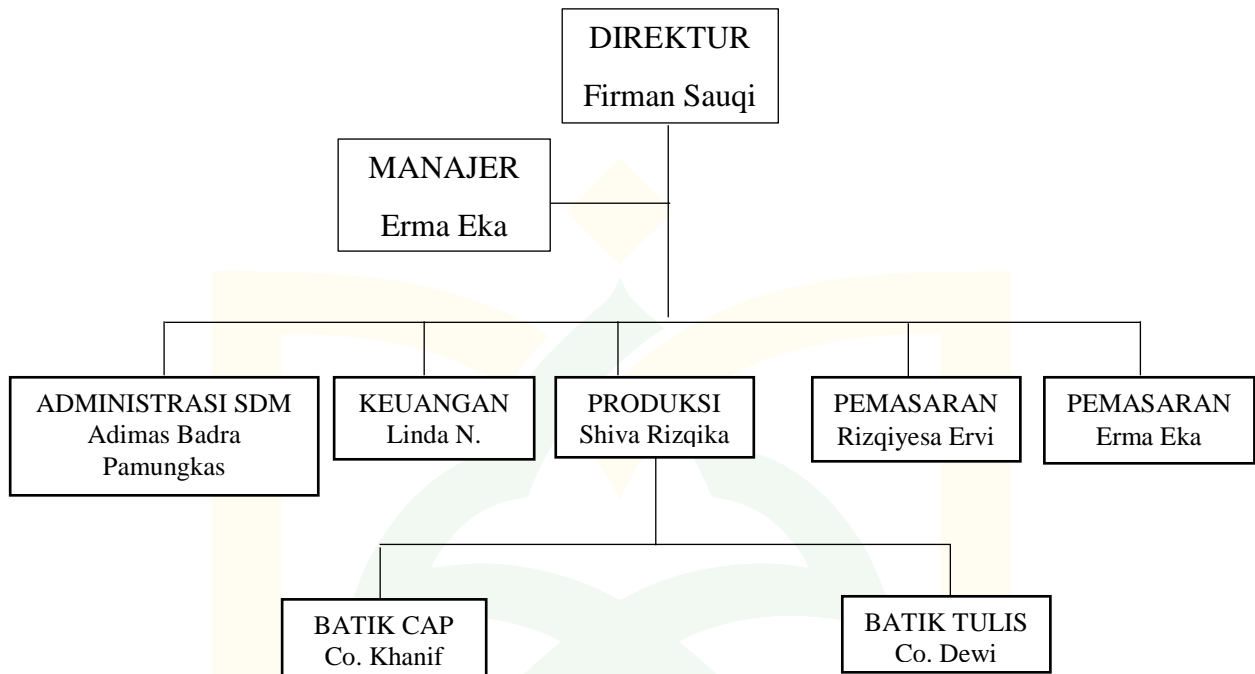 DIREKTUR
Firman Sauqi
MANAJER
Erma Eka
ADMINISTRASI SDM
Adimas Badra
Pamungkas
KEUANGAN
Linda N.
PRODUKSI
Shiva Rizqika
PEMASARAN
Rizqiyesa Ervi
PEMASARAN
Erma Eka
BATIK CAP
Co. Khanif
BATIK TULIS
Co. Dewi